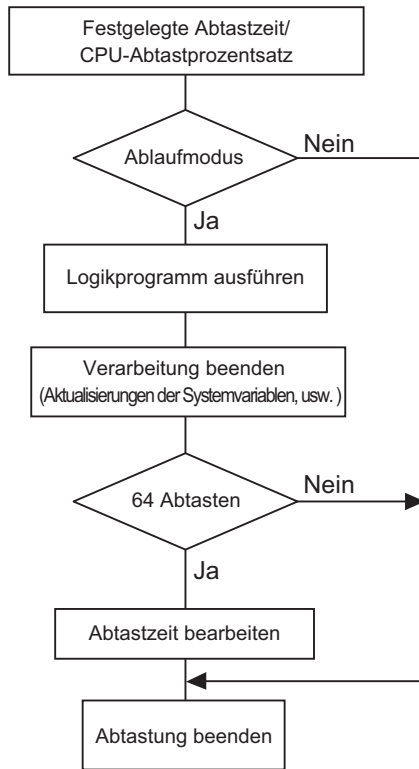 Festgelegte Abtastzeit/
CPU-Abtastprozentsatz
Ablaufmodus
Nein
Ja
Logikprogramm ausführen
Verarbeitung beenden
(Aktualisierungen der Systemvariablen, usw. )
64 Abtasten
Nein
Ja
Abtastzeit bearbeiten
Abtastung beenden